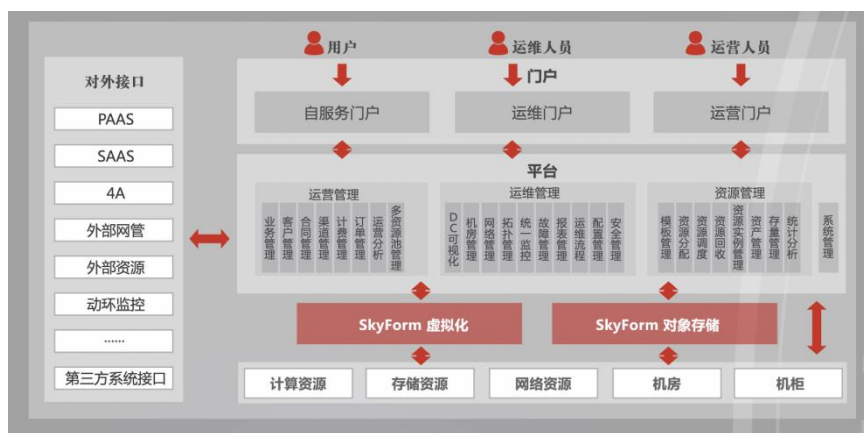 用户
运维人员
运营人员
对外接口
PAAS
SAAS
4A
外部网管
外部资源
动环监控
......
第三方系统接口
门户
自服务门户
运维门户
运营门户
平台
运营管理
业务管理
客户管理
合同管理
渠道管理
计费管理
订单管理
运营分析
多资源池管理
运维管理
DC可视化
机房管理
网络管理
拓扑管理
统一监控
故障管理
报表管理
运维流程
配置管理
安全管理
资源管理
模板管理
资源分配
资源调度
资源回收
资源实例管理
资产管理
存量管理
统计分析
系统管理
SkyForm 虚拟化
SkyForm 对象存储
计算资源
存储资源
网络资源
机房
机柜